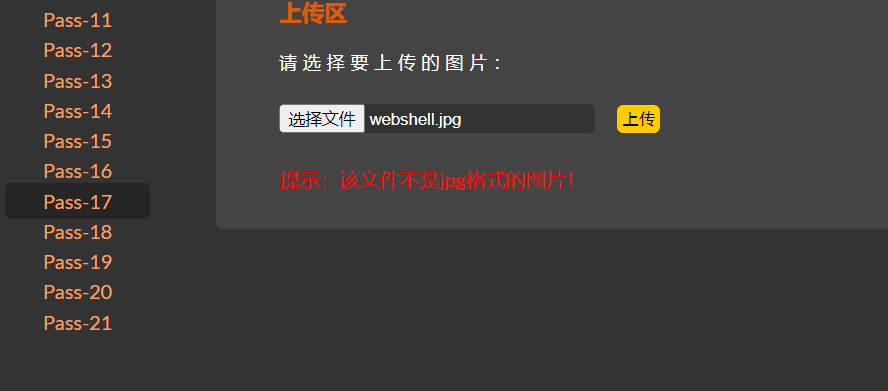 Pass-11
Pass-12
Pass-13
Pass-14
Pass-15
Pass-16
Pass-17
Pass-18
Pass-19
Pass-20
Pass-21
上传区
请选择要上传的图片：
选择文件 webshell.jpg 上传
提示：该文件不是jpg格式的图片！